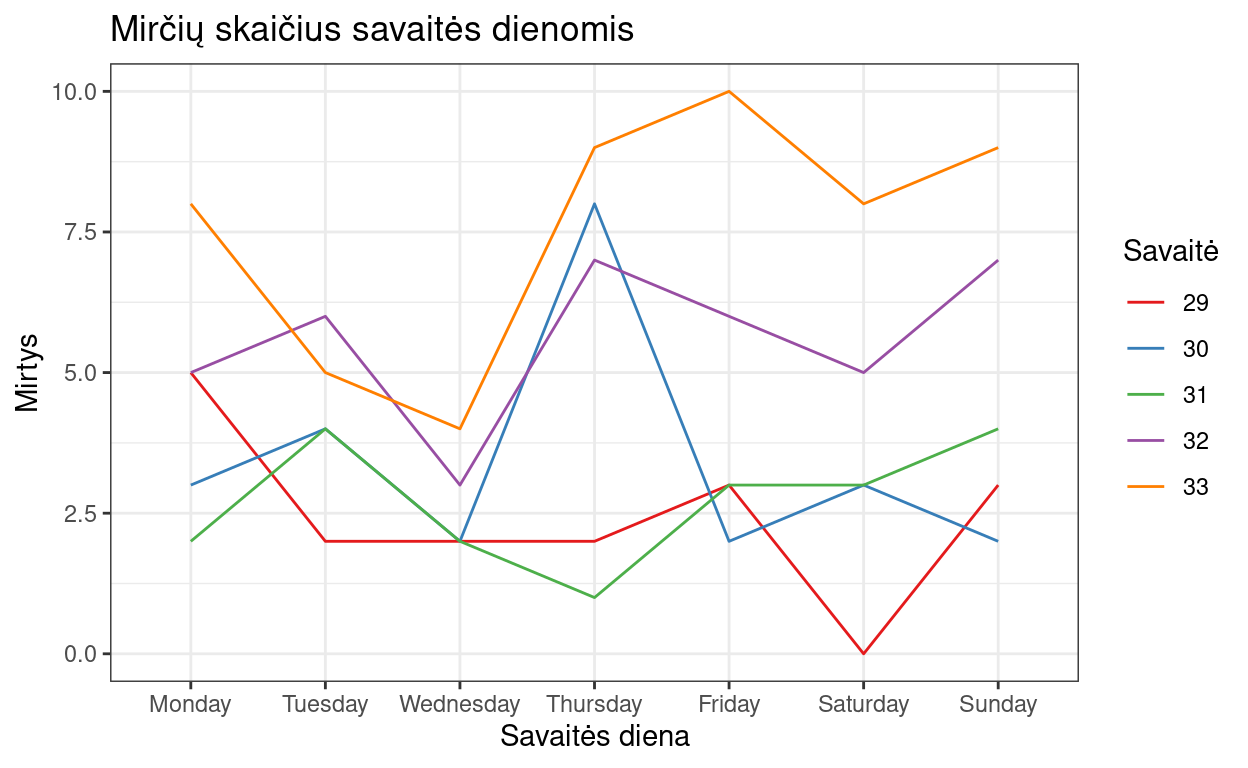 Mirčių skaičius savaitės dienomis
10.0
7.5
5.0
2.5
0.0
Mirtys
Monday Tuesday Wednesday Thursday Friday Saturday Sunday
Savaitės diena
Savaitė
29
30
31
32
33